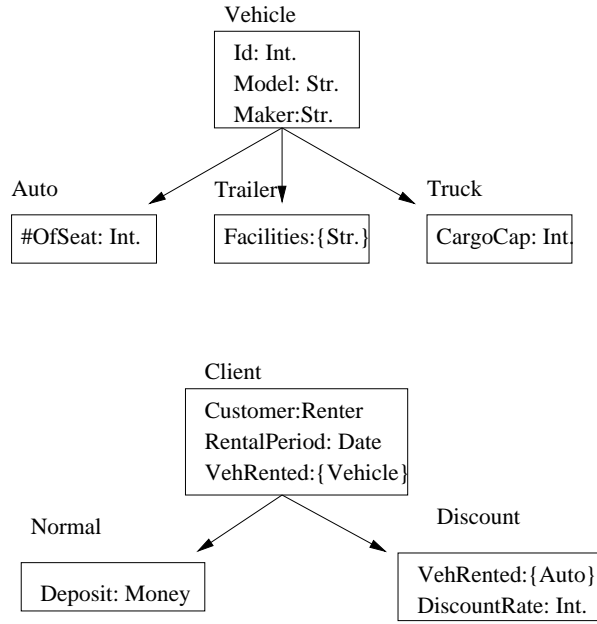 Vehicle
Id: Int.
Model: Str.
Maker:Str.
Auto
Trailer
Truck
#OfSeat: Int.
Facilities:{Str.}
CargoCap: Int.
Client
Customer:Renter
RentalPeriod: Date
VehRented:{Vehicle}
Normal
Discount
Deposit: Money
VehRented:{Auto}
DiscountRate: Int.